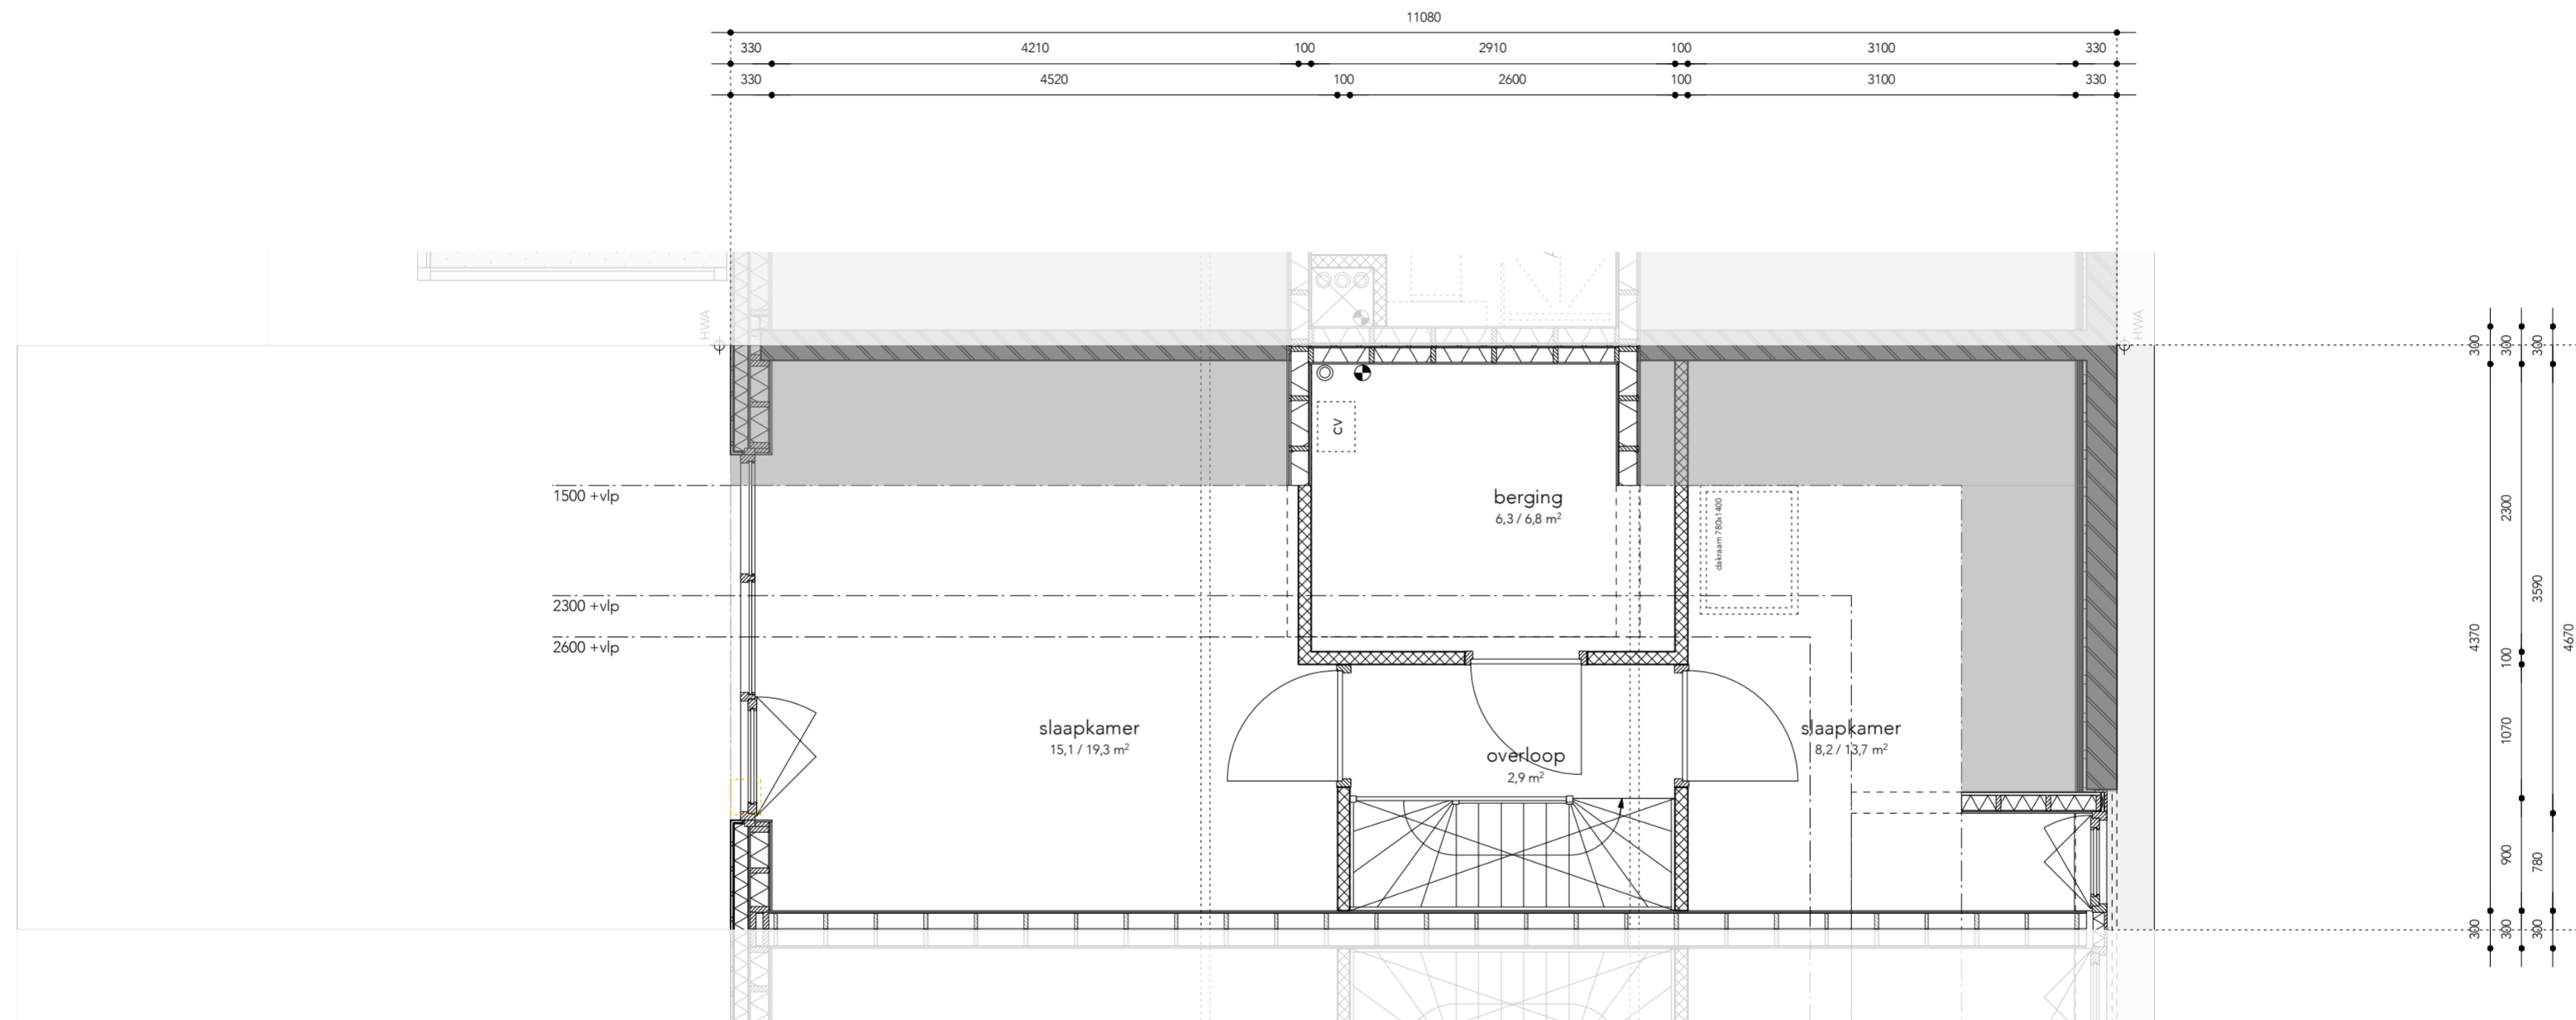 11080
330 4210 100 2910 100 3100 330
330 4520 100 2600 100 3100 330
HWA
HWA
300 300 300
CV
1500 +vlp
berging
6,3 / 6,8 m²
dakraam 780x1400
2300
2300 +vlp
3590
2600 +vlp
4370
100
4670
slaapkamer
15,1 / 19,3 m²
overloop
2,9 m²
slaapkamer
8,2 / 13,7 m²
1070
900
780
300 300 300